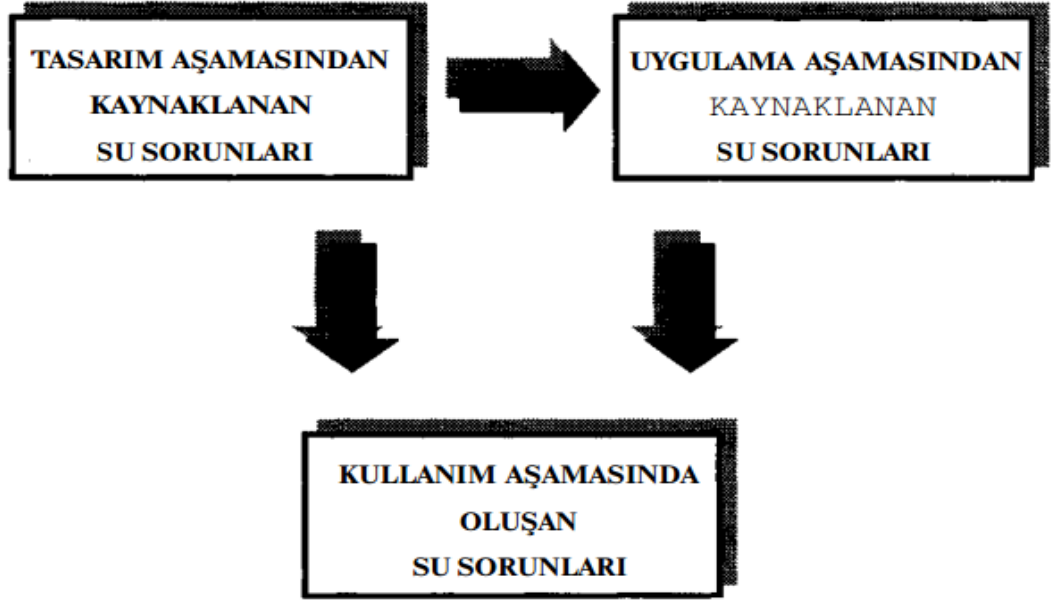 TASARIM AŞAMASINDAN
KAYNAKLANAN
SU SORUNLARI
UYGULAMA AŞAMASINDAN
KAYNAKLANAN
SU SORUNLARI
KULLANIM AŞAMASINDA
OLUŞAN
SU SORUNLARI